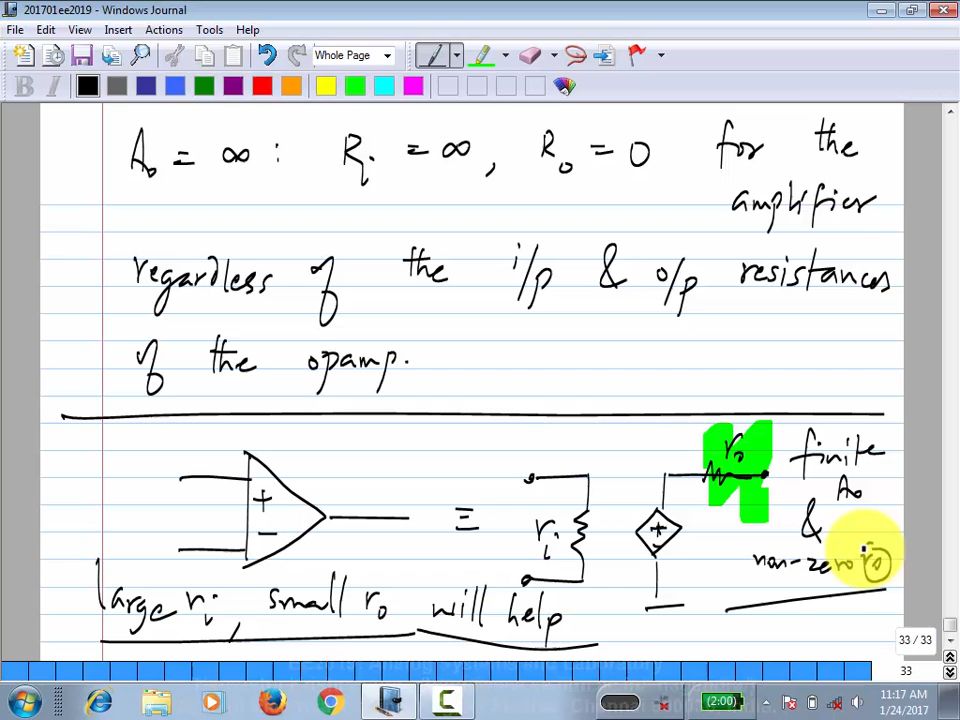 201701ee2019 - Windows Journal
File Edit View Insert Actions Tools Help
Whole Page
B I
A₀ = ∞ : Rᵢ = ∞, R₀ = 0 for the
amplifier
regardless of the i/p & o/p resistances
of the opamp.
+
−
≡
rᵢ
+
−
r₀
finite
A₀
&
non-zero r₀
large rᵢ, small r₀ will help
33 / 33
33
(2:00)
11:17 AM
1/24/2017